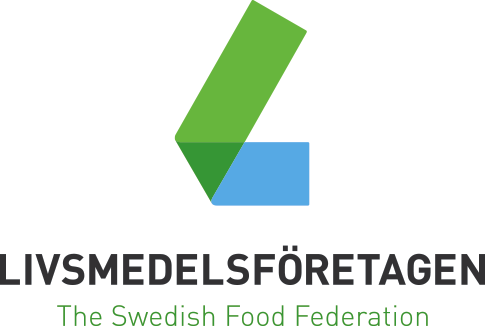 LIVSMEDELSFÖRETAGEN
The Swedish Food Federation